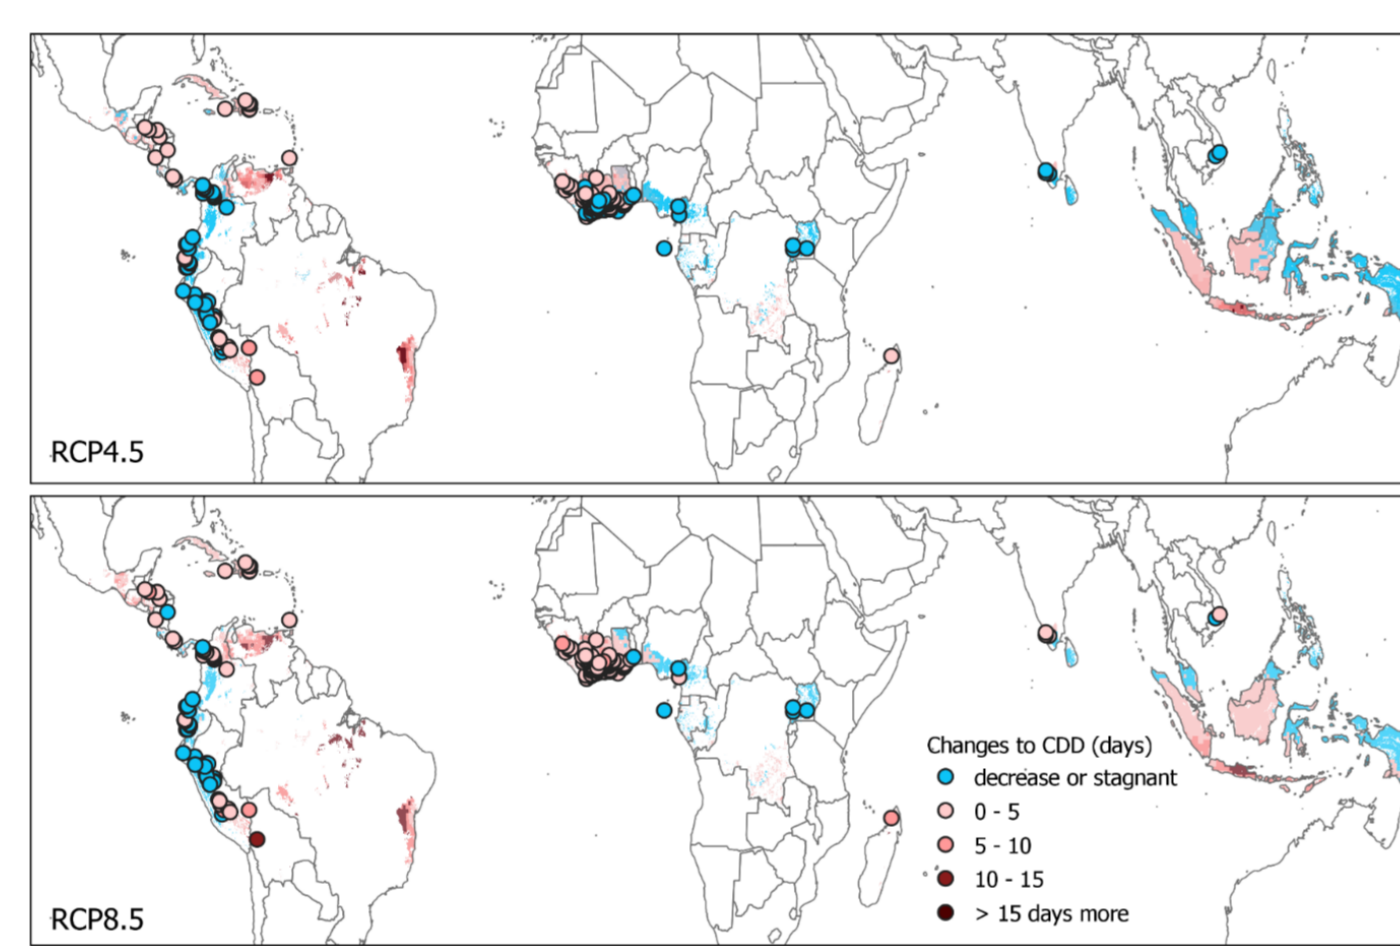 RCP4.5
RCP8.5
Changes to CDD (days)
decrease or stagnant
0 - 5
5 - 10
10 - 15
> 15 days more